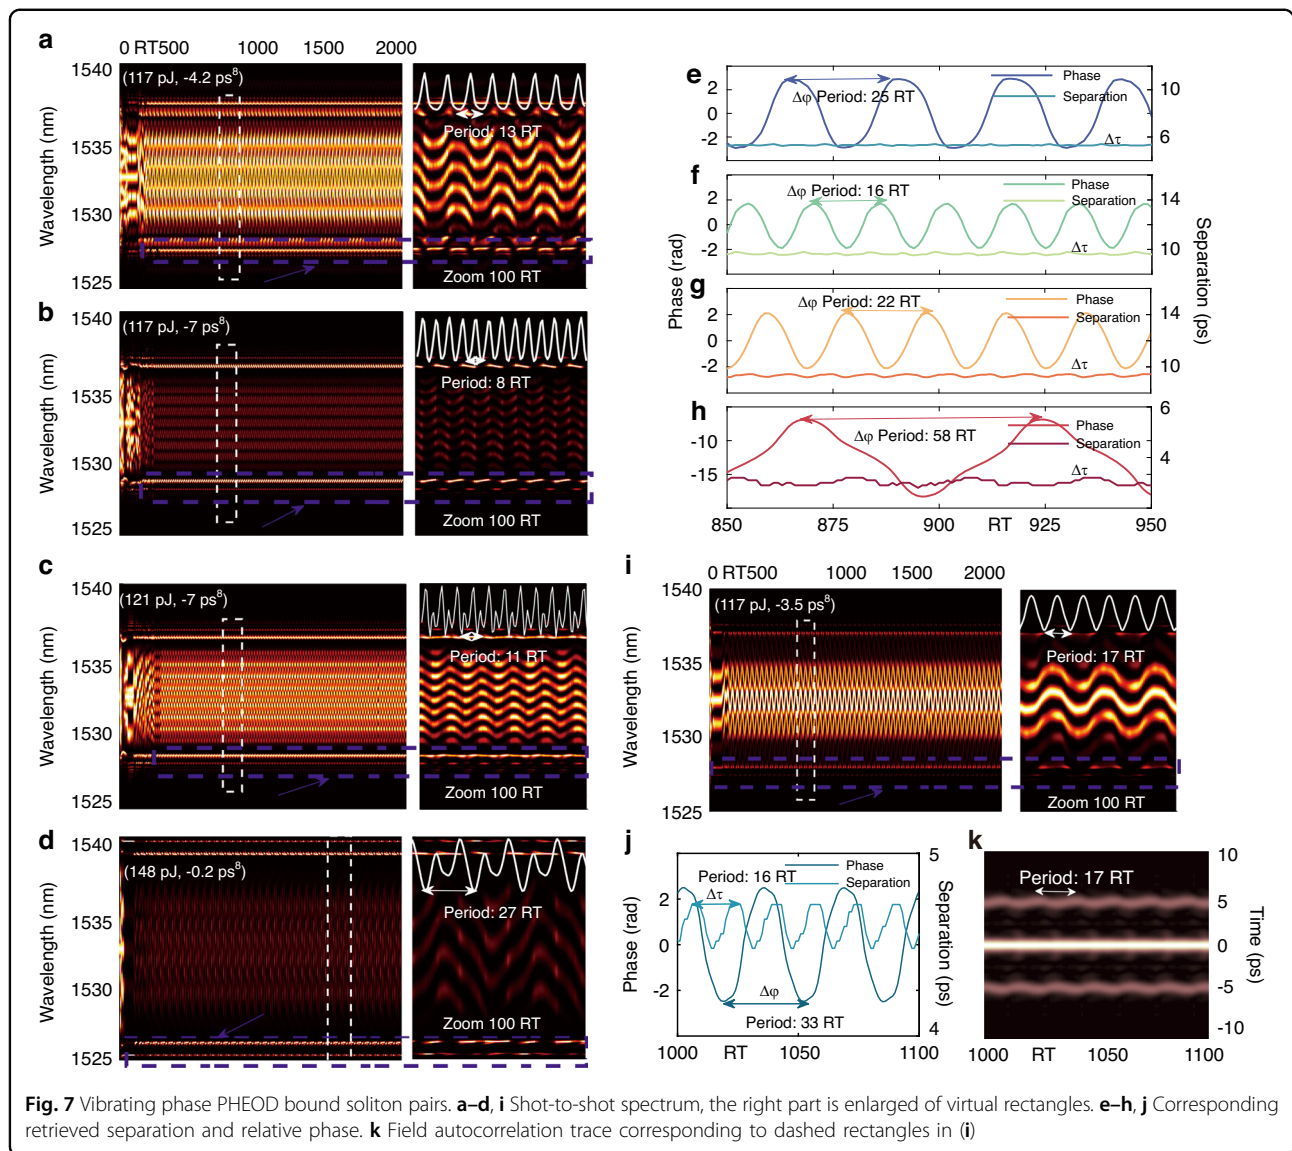 a
0 RT500 1000 1500 2000
1540
1535
1530
1525
Wavelength (nm)
(117 pJ, -4.2 ps⁸)
Period: 13 RT
Zoom 100 RT
b
1540
1535
1530
1525
Wavelength (nm)
(117 pJ, -7 ps⁸)
Period: 8 RT
Zoom 100 RT
c
1540
1535
1530
1525
Wavelength (nm)
(121 pJ, -7 ps⁸)
Period: 11 RT
Zoom 100 RT
d
1540
1535
1530
1525
Wavelength (nm)
(148 pJ, -0.2 ps⁸)
Period: 27 RT
Zoom 100 RT
e
2
0
-2
Δφ Period: 25 RT
Phase
Separation
Δτ
10
6
f
2
0
-2
Δφ Period: 16 RT
Phase
Separation
Δτ
14
10
g
2
0
-2
Δφ Period: 22 RT
Phase
Separation
Δτ
14
10
Phase (rad)
Separation (ps)
h
-10
-15
Δφ Period: 58 RT
Phase
Separation
Δτ
6
4
850 875 900 RT 925 950
i
0 RT500 1000 1500 2000
1540
1535
1530
1525
Wavelength (nm)
(117 pJ, -3.5 ps⁸)
Period: 17 RT
Zoom 100 RT
j
2
0
-2
Phase (rad)
Period: 16 RT
Δτ
Phase
Separation
Δφ
Period: 33 RT
5
4
Separation (ps)
1000 RT 1050 1100
k
Period: 17 RT
10
5
0
-5
-10
Time (ps)
1000 RT 1050 1100
Fig. 7 Vibrating phase PHEOD bound soliton pairs. a–d, i Shot-to-shot spectrum, the right part is enlarged of virtual rectangles. e–h, j Corresponding
retrieved separation and relative phase. k Field autocorrelation trace corresponding to dashed rectangles in (i)